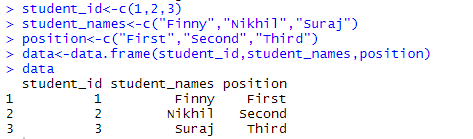 > student_id<-c(1,2,3)
> student_names<-c("Finny","Nikhil","Suraj")
> position<-c("First","Second","Third")
> data<-data.frame(student_id,student_names,position)
> data
  student_id student_names position
1          1         Finny    First
2          2        Nikhil   Second
3          3         Suraj    Third